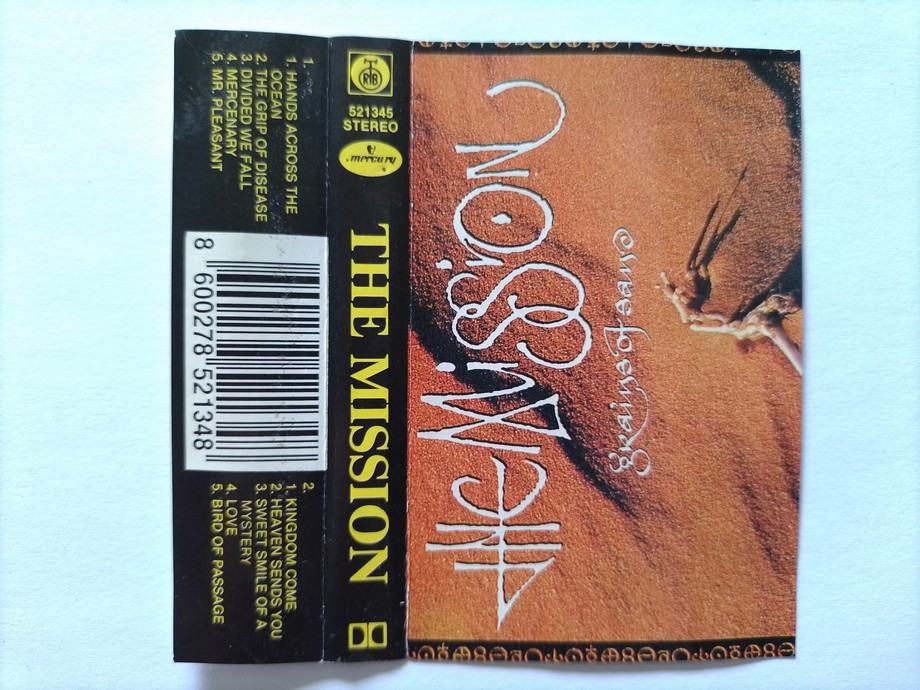 1.
1. HANDS ACROSS THE
OCEAN
2. THE GRIP OF DISEASE
3. DIVIDED WE FALL
4. MERCENARY
5. MR. PLEASANT
8 600278 521348
2.
1. KINGDOM COME
2. HEAVEN SENDS YOU
3. SWEET SMILE OF A
MYSTERY
4. LOVE
5. BIRD OF PASSAGE
RTB
521345
STEREO
mercury
THE MISSION
THE MISSION
grains of sand